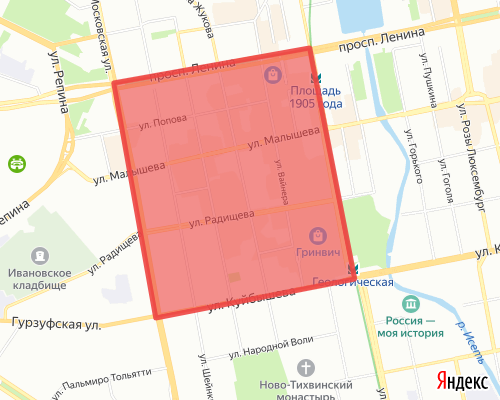 Московская ул.
ул. Жукова
просп. Ленина
просп. Ленина
ул. Репина
Площадь
1905 года
ул. Пушкина
ул. Розы Люксембург
ул. Попова
ул. Малышева
ул. Малышева
ул. Горького
ул. Гоголя
ул. Вайнера
епина
ул. Радищева
ул. Радищева
Гринвич
Ивановское
кладбище
Геологическая
ул. К
ул. Куйбышева
Гурзуфская ул.
Россия —
моя история
р. Исеть
ул. Народной Воли
ул. Пальмиро Тольятти
ул. Шейнк
Ново-Тихвинский
монастырь
Яндекс